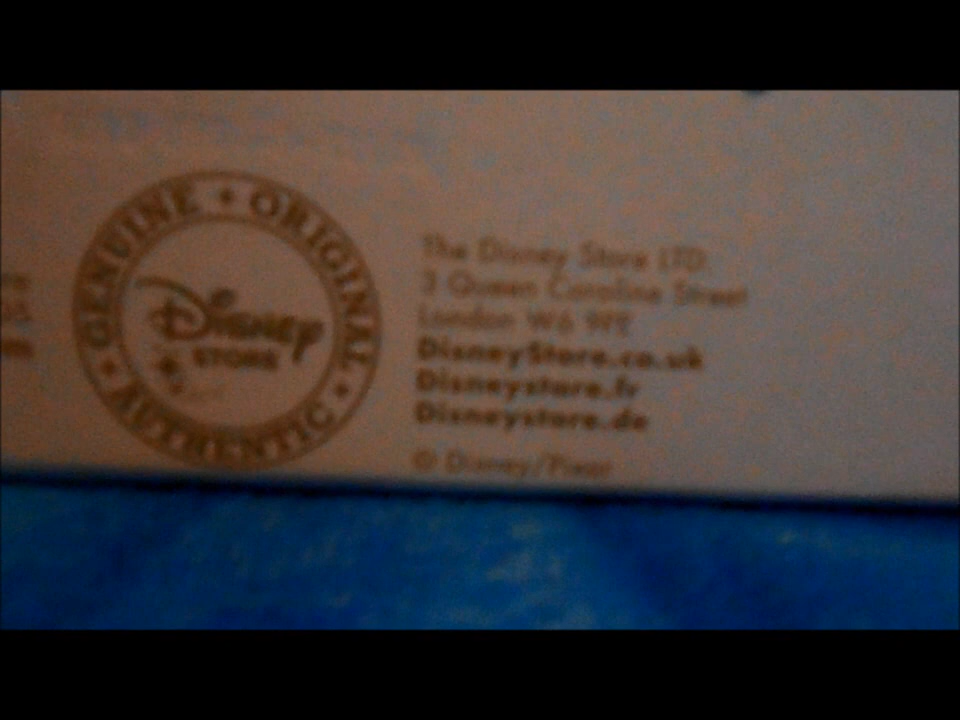 GENUINE • ORIGINAL • AUTHENTIC •
Disney
STORE
The Disney Store LTD.
3 Queen Caroline Street
London W6 9PE
DisneyStore.co.uk
Disneystore.fr
Disneystore.de
© Disney/Pixar